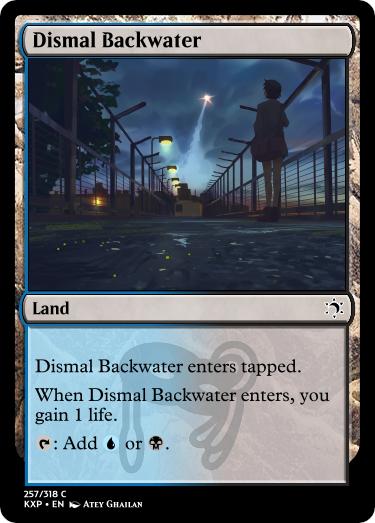 Dismal Backwater
Land
Dismal Backwater enters tapped.
When Dismal Backwater enters, you
gain 1 life.
: Add or .
257/318 C
KXP • EN Atey Ghailan